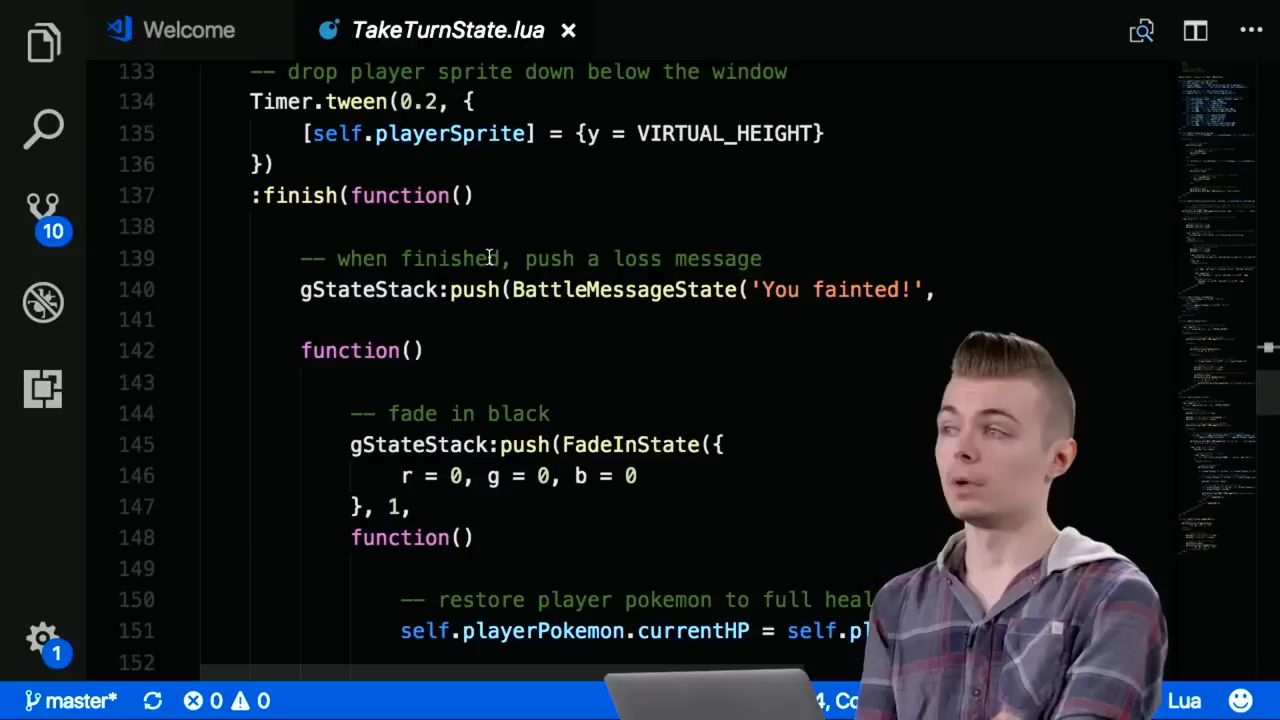 Welcome
TakeTurnState.lua
133 -- drop player sprite down below the window
134 Timer.tween(0.2, {
135 [self.playerSprite] = {y = VIRTUAL_HEIGHT}
136 })
137 :finish(function()
138
139 -- when finished, push a loss message
140 gStateStack:push(BattleMessageState('You fainted!',
141
142 function()
143
144 -- fade in black
145 gStateStack:push(FadeInState({
146 r = 0, g = 0, b = 0
147 }, 1,
148 function()
149
150 -- restore player pokemon to full
151 self.playerPokemon.currentHP =
152
10
1
master*
0
0
Lua